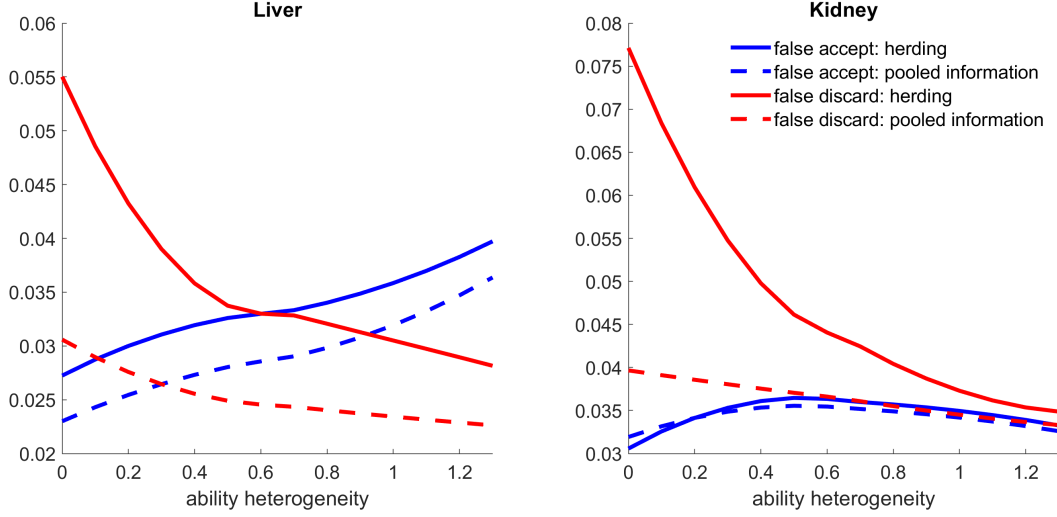 Liver
0.06
0.055
0.05
0.045
0.04
0.035
0.03
0.025
0.02
0 0.2 0.4 0.6 0.8 1 1.2
ability heterogeneity
Kidney
0.08
0.075
0.07
0.065
0.06
0.055
0.05
0.045
0.04
0.035
0.03
0 0.2 0.4 0.6 0.8 1 1.2
ability heterogeneity
false accept: herding
false accept: pooled information
false discard: herding
false discard: pooled information